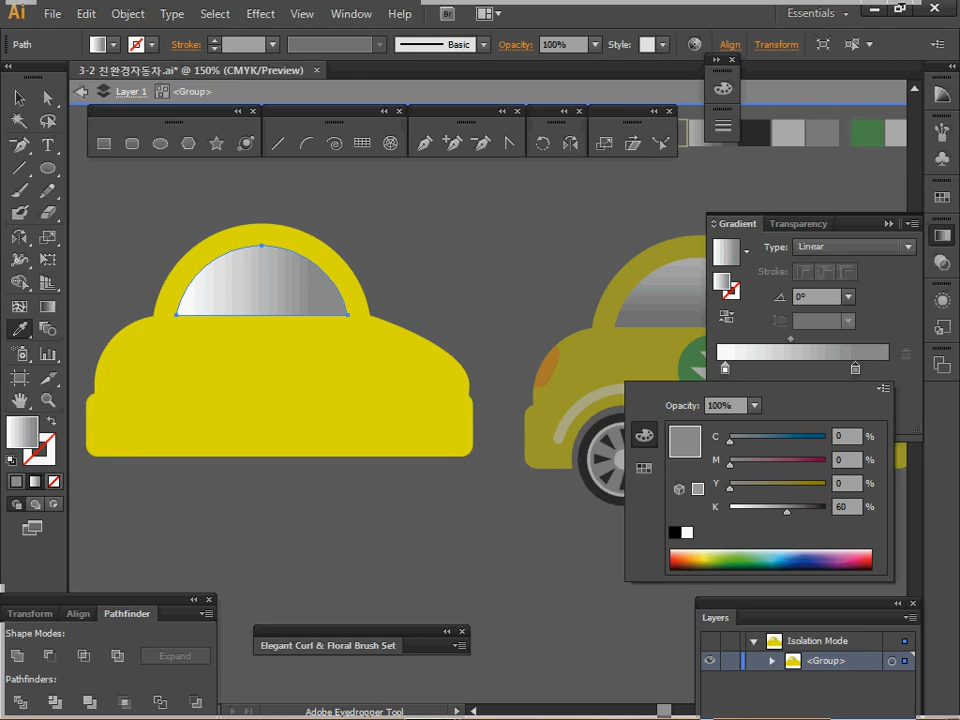 Ai File Edit Object Type Select Effect View Window Help Br Essentials
Path Stroke: Basic Opacity: 100% Style: Align Transform
3-2 친환경자동차.ai* @ 150% (CMYK/Preview) ×
Layer 1 <Group>
Gradient Transparency
Type: Linear
Stroke:
0°
Opacity: 100%
C 0 %
M 0 %
Y 0 %
K 60 %
Transform Align Pathfinder
Shape Modes:
Expand
Pathfinders:
Elegant Curl & Floral Brush Set
Layers
Isolation Mode
<Group>
Adobe Eyedropper Tool